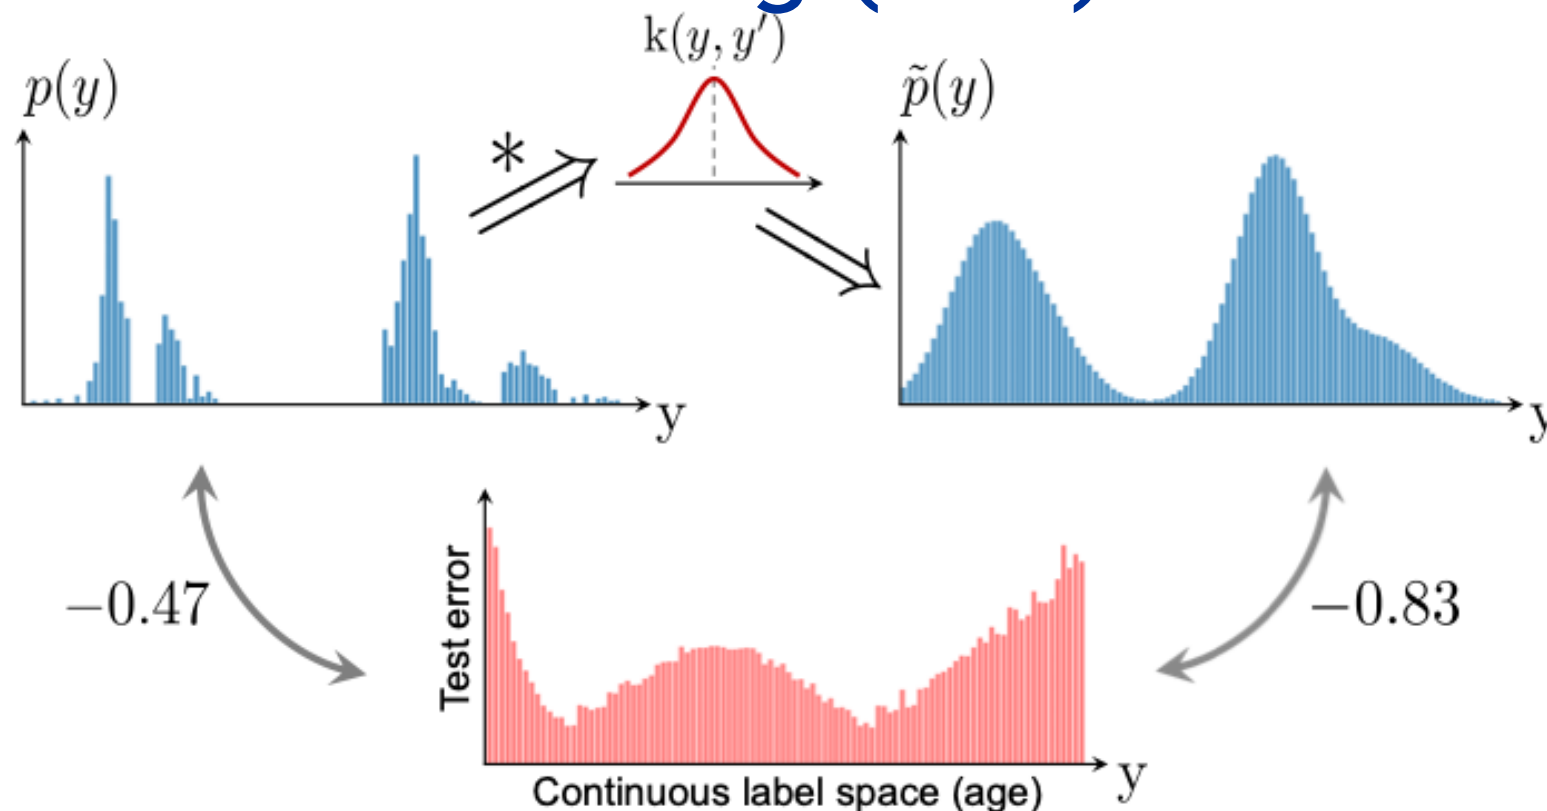 k(y, y′)
p(y)
p̃(y)
*
y
y
−0.47
−0.83
Test error
y
Continuous label space (age)